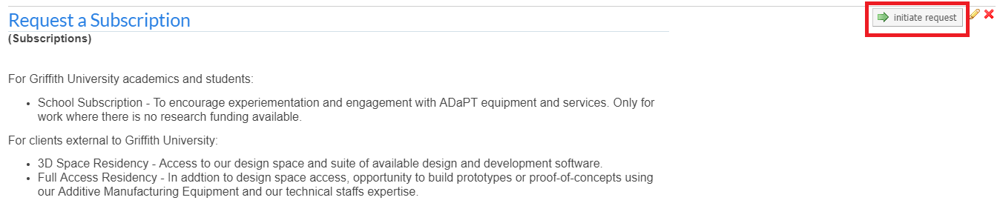 Request a Subscription
initiate request
(Subscriptions)
For Griffith University academics and students:
• School Subscription - To encourage experiementation and engagement with ADaPT equipment and services. Only for
work where there is no research funding available.
For clients external to Griffith University:
• 3D Space Residency - Access to our design space and suite of available design and development software.
• Full Access Residency - In addtion to design space access, opportunity to build prototypes or proof-of-concepts using
our Additive Manufacturing Equipment and our technical staffs expertise.